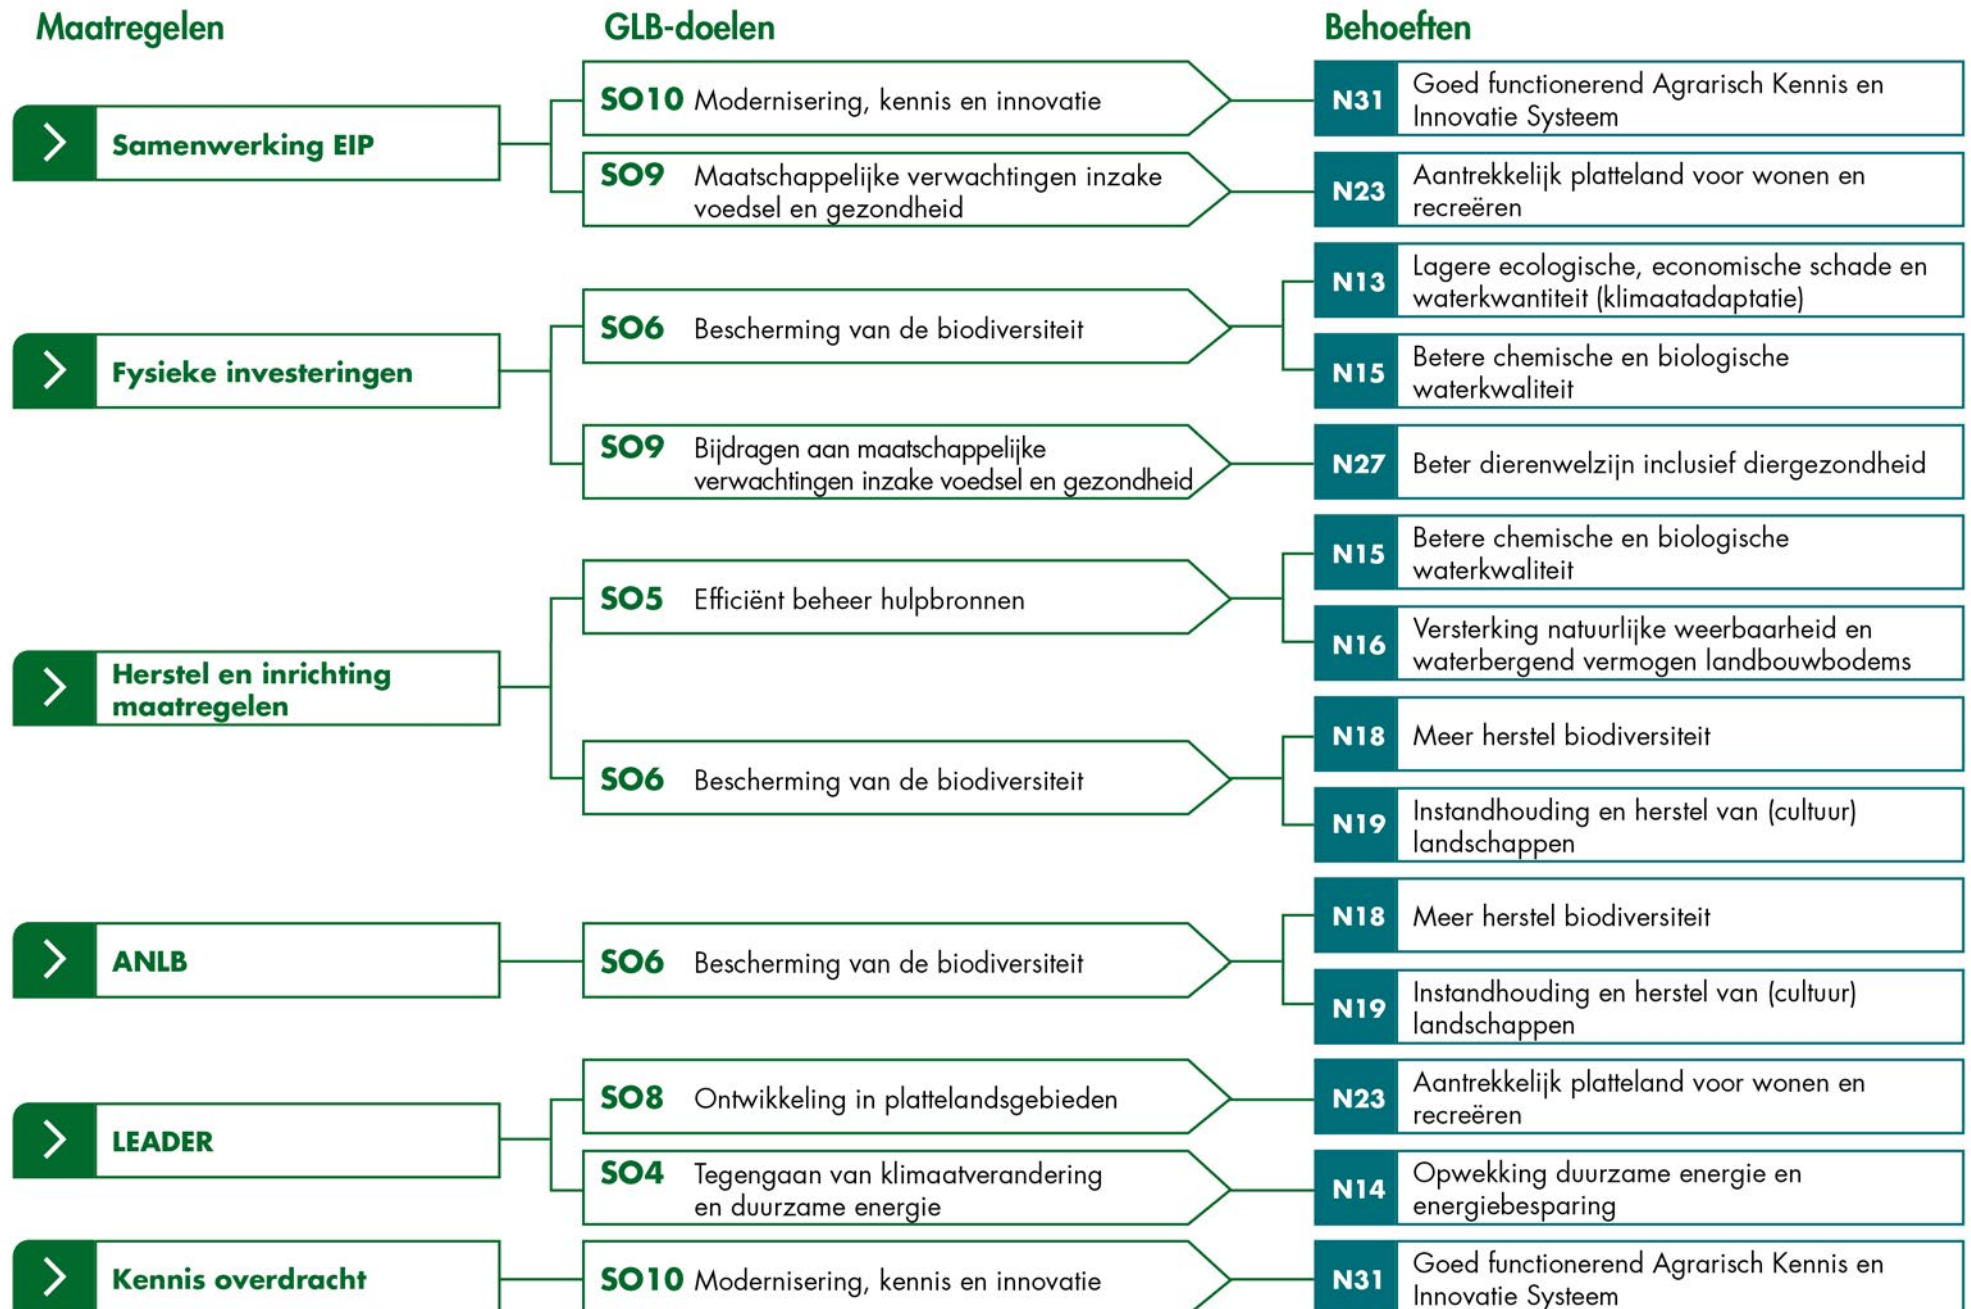 Maatregelen
GLB-doelen
Behoeften
Samenwerking EIP
SO10 Modernisering, kennis en innovatie
N31 Goed functionerend Agrarisch Kennis en
Innovatie Systeem
SO9 Maatschappelijke verwachtingen inzake
voedsel en gezondheid
N23 Aantrekkelijk platteland voor wonen en
recreëren
Fysieke investeringen
SO6 Bescherming van de biodiversiteit
N13 Lagere ecologische, economische schade en
waterkwantiteit (klimaatadaptatie)
N15 Betere chemische en biologische
waterkwaliteit
SO9 Bijdragen aan maatschappelijke
verwachtingen inzake voedsel en gezondheid
N27 Beter dierenwelzijn inclusief diergezondheid
Herstel en inrichting
maatregelen
SO5 Efficiënt beheer hulpbronnen
N15 Betere chemische en biologische
waterkwaliteit
N16 Versterking natuurlijke weerbaarheid en
waterbergend vermogen landbouwbodems
SO6 Bescherming van de biodiversiteit
N18 Meer herstel biodiversiteit
N19 Instandhouding en herstel van (cultuur)
landschappen
ANLB
SO6 Bescherming van de biodiversiteit
N18 Meer herstel biodiversiteit
N19 Instandhouding en herstel van (cultuur)
landschappen
LEADER
SO8 Ontwikkeling in plattelandsgebieden
N23 Aantrekkelijk platteland voor wonen en
recreëren
SO4 Tegengaan van klimaatverandering
en duurzame energie
N14 Opwekking duurzame energie en
energiebesparing
Kennis overdracht
SO10 Modernisering, kennis en innovatie
N31 Goed functionerend Agrarisch Kennis en
Innovatie Systeem